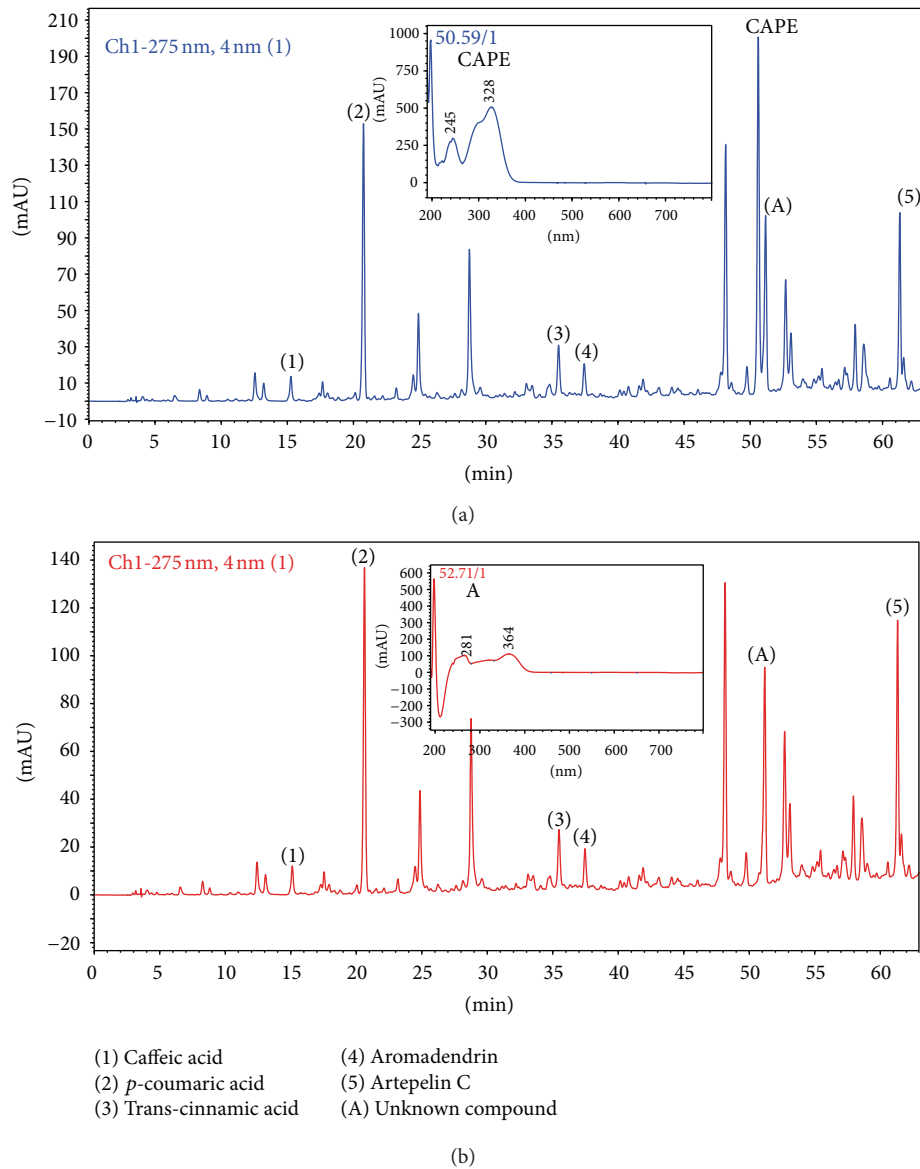 Ch1-275 nm, 4 nm (1)
210
190
170
150
130
110
90
70
50
30
10
−10
(mAU)
0 5 10 15 20 25 30 35 40 45 50 55 60
(min)
(1)
(2)
(3)
(4)
CAPE
(A)
(5)
50.59/1
CAPE
1000
750
500
250
0
(mAU)
245
328
200 300 400 500 600 700
(nm)
(a)
Ch1-275 nm, 4 nm (1)
140
120
100
80
60
40
20
0
−20
(mAU)
0 5 10 15 20 25 30 35 40 45 50 55 60
(min)
(1)
(2)
(3)
(4)
(A)
(5)
52.71/1
A
600
500
400
300
200
100
0
−100
−200
−300
(mAU)
281
364
200 300 400 500 600 700
(nm)
(1) Caffeic acid
(2) p-coumaric acid
(3) Trans-cinnamic acid
(4) Aromadendrin
(5) Artepelin C
(A) Unknown compound
(b)